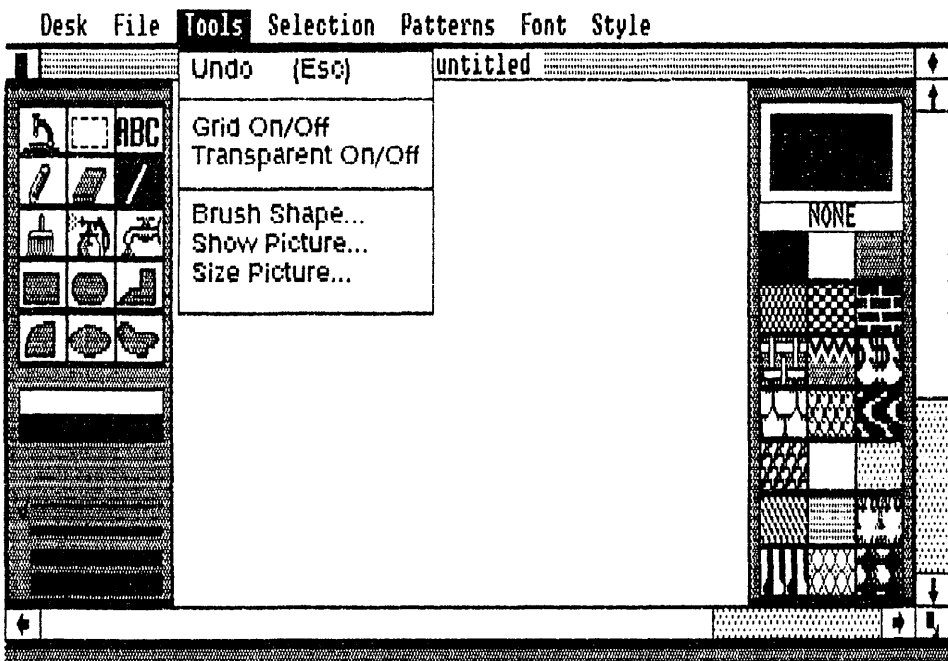 Desk File Tools Selection Patterns Font Style
untitled
Undo (Esc)
Grid On/Off
Transparent On/Off
Brush Shape...
Show Picture...
Size Picture...
ABC
NONE